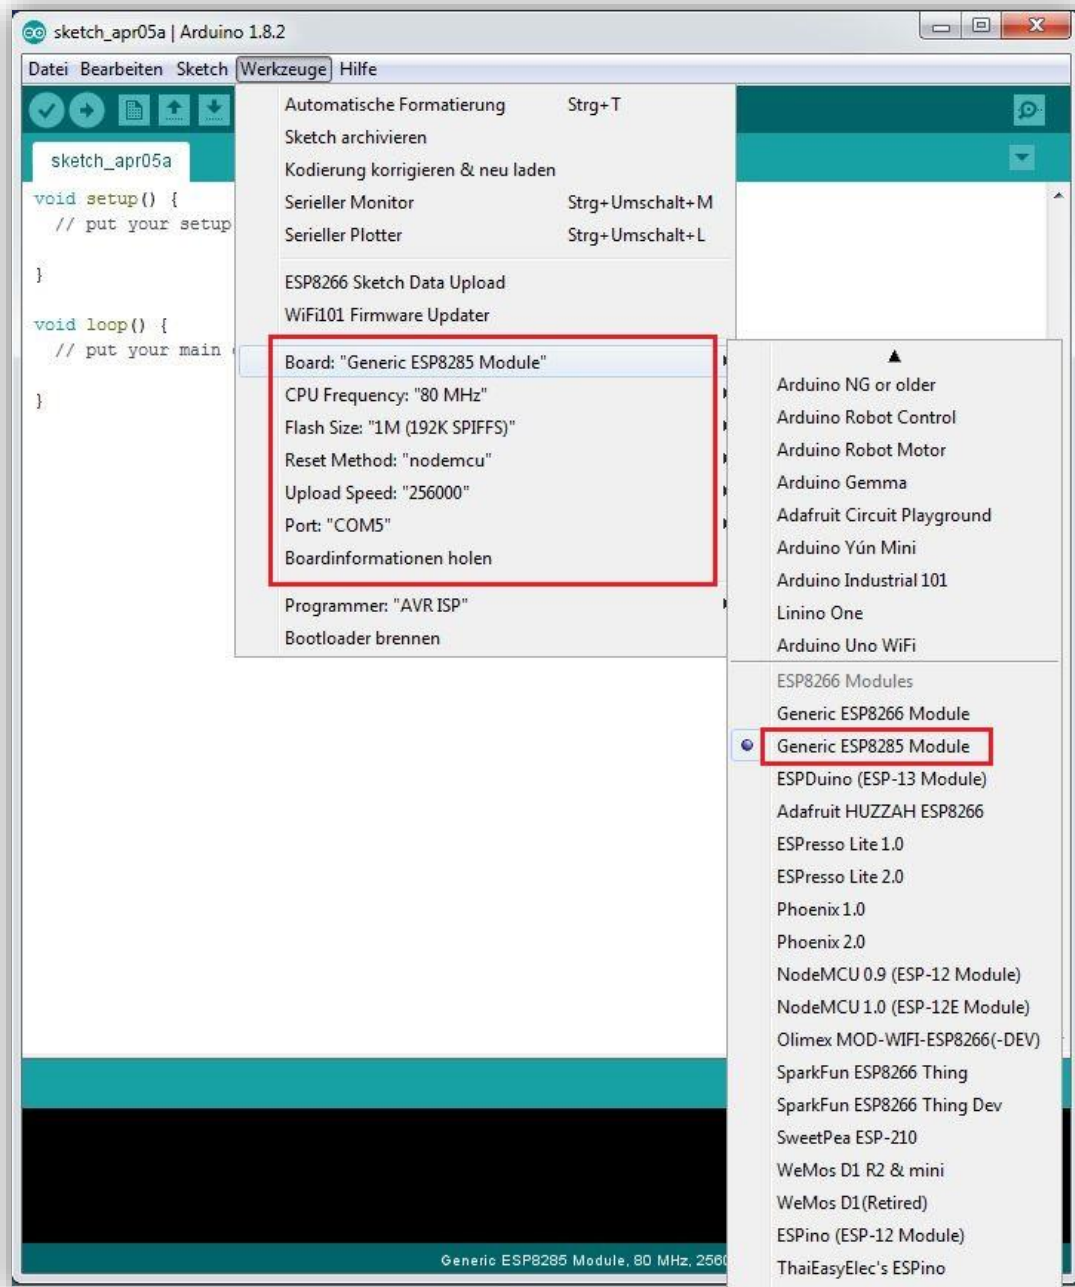 sketch_apr05a | Arduino 1.8.2
Datei Bearbeiten Sketch Werkzeuge Hilfe
sketch_apr05a
void setup() {
// put your setup
}
void loop() {
// put your main
}
Automatische Formatierung Strg+T
Sketch archivieren
Kodierung korrigieren & neu laden
Serieller Monitor Strg+Umschalt+M
Serieller Plotter Strg+Umschalt+L
ESP8266 Sketch Data Upload
WiFi101 Firmware Updater
Board: "Generic ESP8285 Module"
CPU Frequency: "80 MHz"
Flash Size: "1M (192K SPIFFS)"
Reset Method: "nodemcu"
Upload Speed: "256000"
Port: "COM5"
Boardinformationen holen
Programmer: "AVR ISP"
Bootloader brennen
Arduino NG or older
Arduino Robot Control
Arduino Robot Motor
Arduino Gemma
Adafruit Circuit Playground
Arduino Yún Mini
Arduino Industrial 101
Linino One
Arduino Uno WiFi
ESP8266 Modules
Generic ESP8266 Module
Generic ESP8285 Module
ESPDuino (ESP-13 Module)
Adafruit HUZZAH ESP8266
ESPresso Lite 1.0
ESPresso Lite 2.0
Phoenix 1.0
Phoenix 2.0
NodeMCU 0.9 (ESP-12 Module)
NodeMCU 1.0 (ESP-12E Module)
Olimex MOD-WIFI-ESP8266(-DEV)
SparkFun ESP8266 Thing
SparkFun ESP8266 Thing Dev
SweetPea ESP-210
WeMos D1 R2 & mini
WeMos D1(Retired)
ESPino (ESP-12 Module)
ThaiEasyElec's ESPino
Generic ESP8285 Module, 80 MHz,